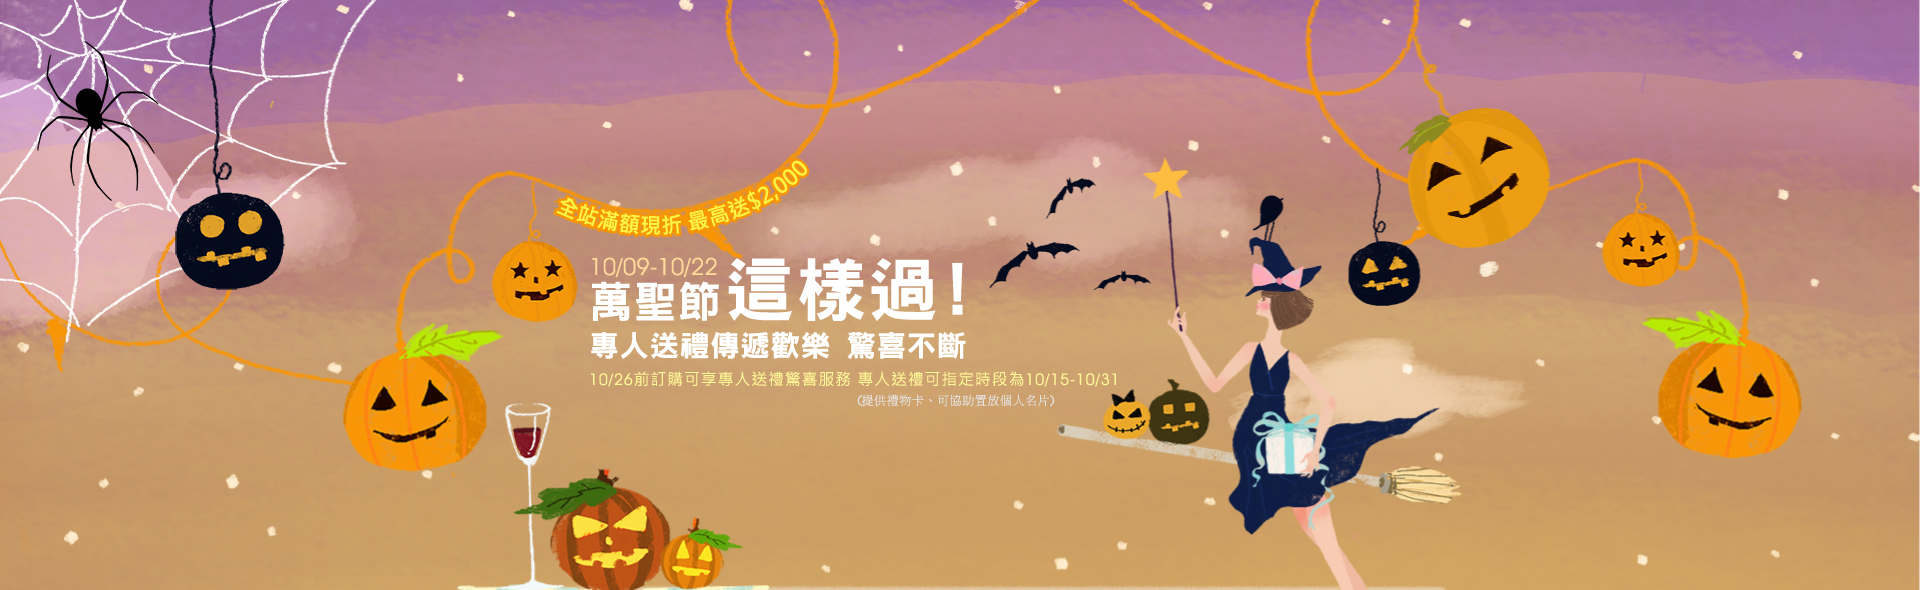 全站滿額現折 最高送$2,000
10/09-10/22
萬聖節 這樣過！
專人送禮傳遞歡樂 驚喜不斷
10/26前訂購可享專人送禮驚喜服務 專人送禮可指定時段為10/15-10/31
(提供禮物卡、可協助置放個人名片)